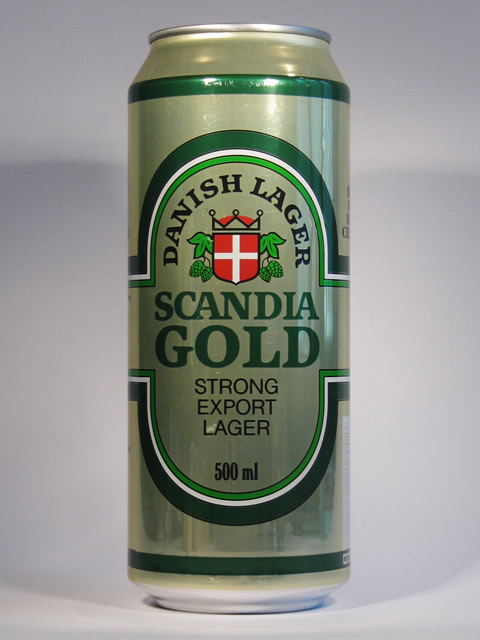 DANISH LAGER
SCANDIA
GOLD
STRONG
EXPORT
LAGER
500 ml